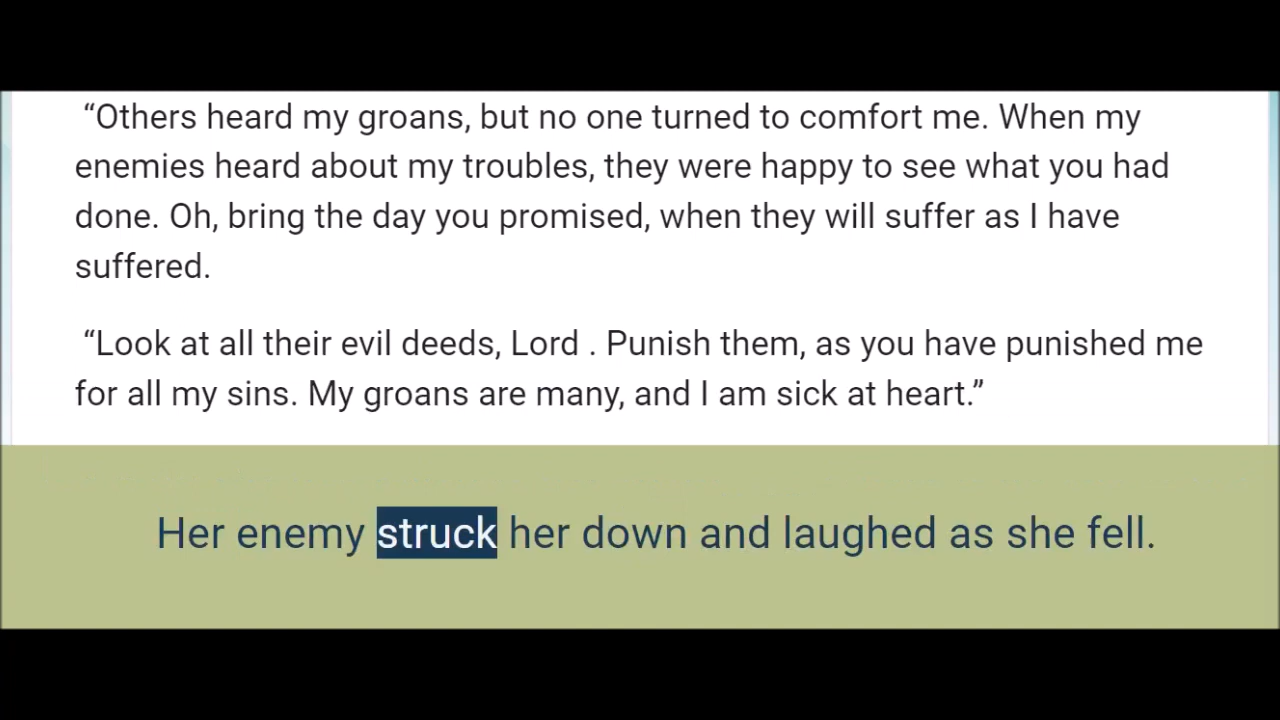 “Others heard my groans, but no one turned to comfort me. When my
enemies heard about my troubles, they were happy to see what you had
done. Oh, bring the day you promised, when they will suffer as I have
suffered.
“Look at all their evil deeds, Lord . Punish them, as you have punished me
for all my sins. My groans are many, and I am sick at heart.”
Her enemy struck her down and laughed as she fell.